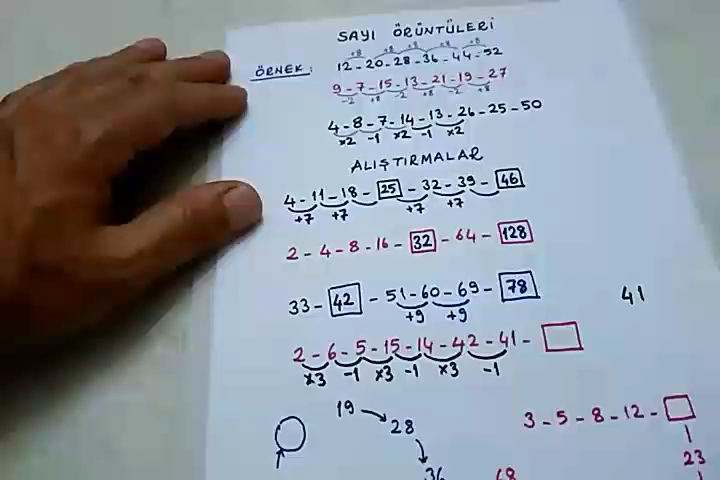 SAYI ÖRÜNTÜLERİ
+8 +8 +8 +8 +8
ÖRNEK: 12-20-28-36-44-52
9-7-15-13-21-19-27
-2 +8 -2 +8 -2 +8
4-8-7-14-13-26-25-50
x2 -1 x2 -1 x2
ALIŞTIRMALAR
4-11-18-25-32-39-46
+7 +7 +7 +7
2-4-8-16-32-64-128
33-42-51-60-69-78
+9 +9
41
2-6-5-15-14-42-41-
x3 -1 x3 -1 x3 -1
19 28
36
3-5-8-12-
23
68